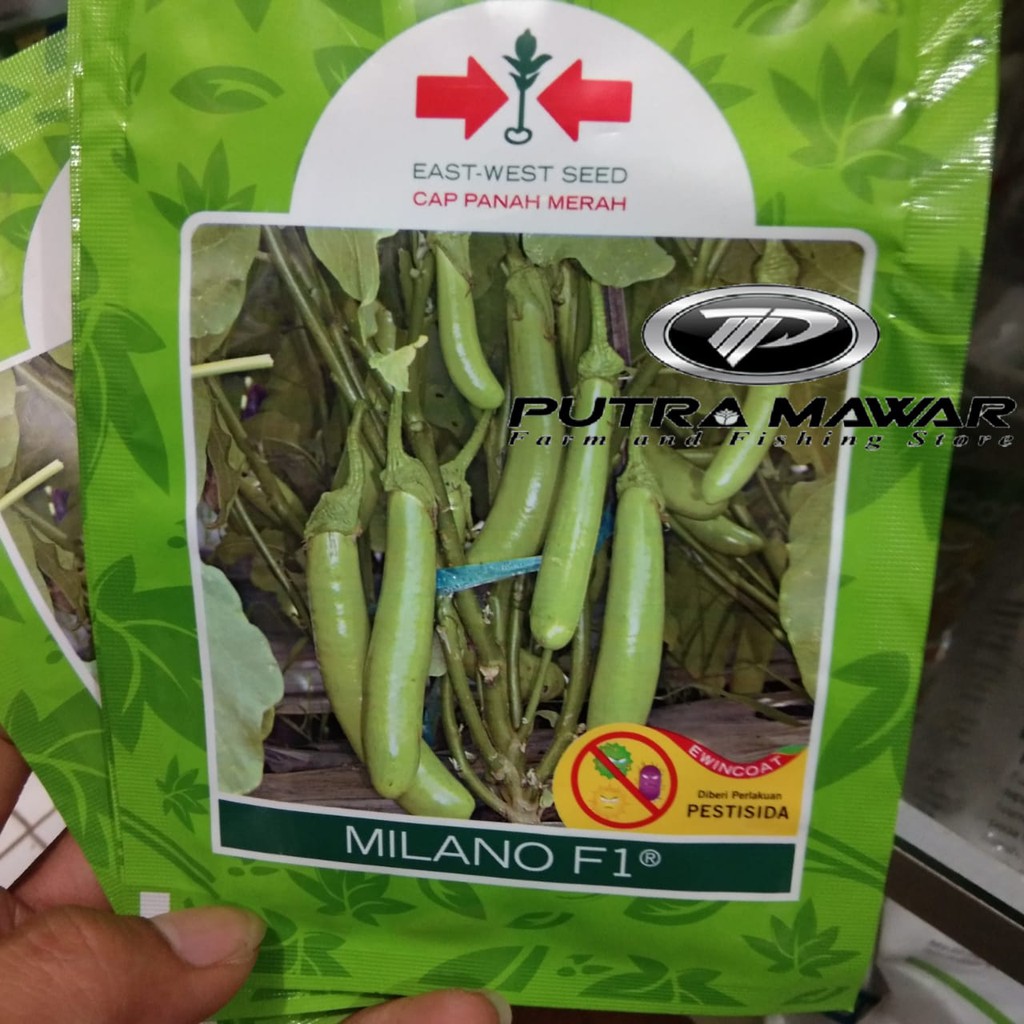 EAST-WEST SEED
CAP PANAH MERAH
PUTRA MAWAR
Farm and Fishing Store
EWINCOAT
Diberi Perlakuan
PESTISIDA
MILANO F1®